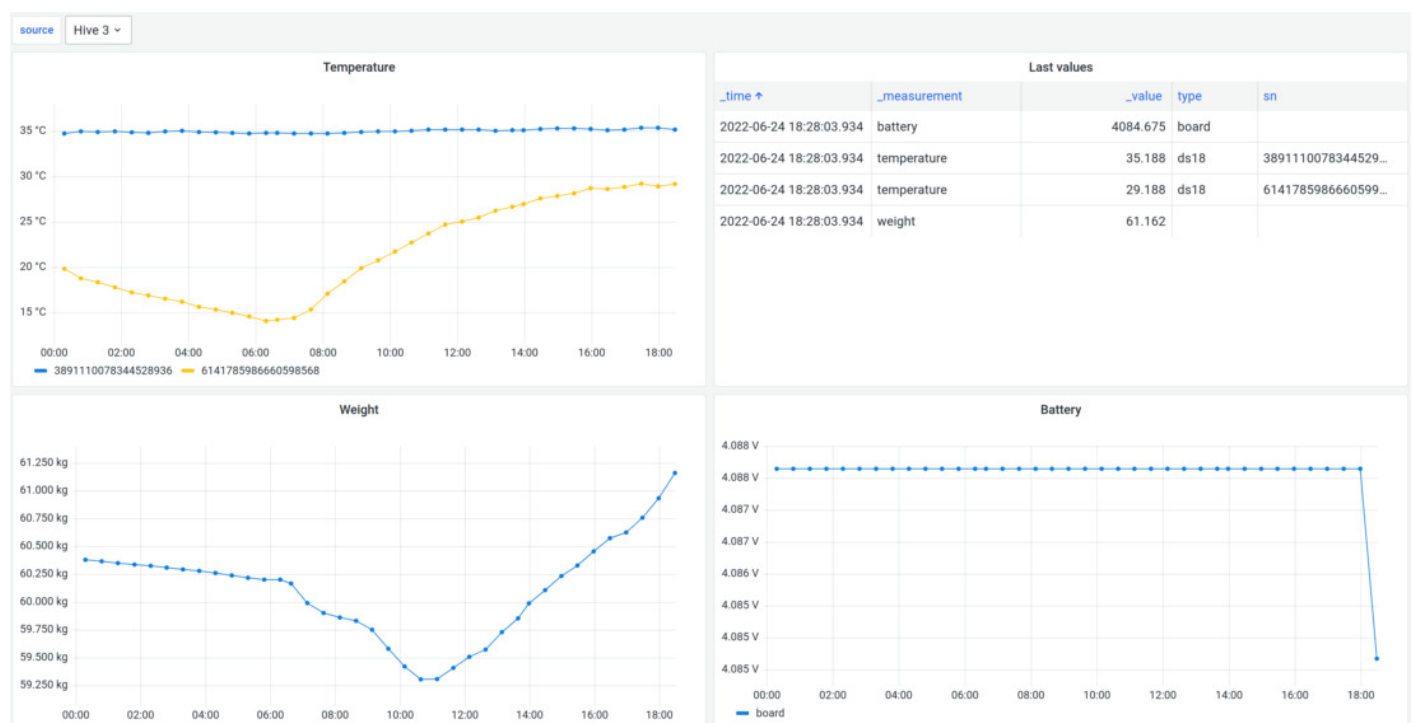 source Hive 3
Temperature
35 °C
30 °C
25 °C
20 °C
15 °C
00:00 02:00 04:00 06:00 08:00 10:00 12:00 14:00 16:00 18:00
3891110078344528936 6141785986660598568
Last values
_time _measurement _value type sn
2022-06-24 18:28:03.934 battery 4084.675 board
2022-06-24 18:28:03.934 temperature 35.188 ds18 3891110078344529...
2022-06-24 18:28:03.934 temperature 29.188 ds18 6141785986660599...
2022-06-24 18:28:03.934 weight 61.162
Weight
61.250 kg
61.000 kg
60.750 kg
60.500 kg
60.250 kg
60.000 kg
59.750 kg
59.500 kg
59.250 kg
00:00 02:00 04:00 06:00 08:00 10:00 12:00 14:00 16:00 18:00
Battery
4.088 V
4.088 V
4.087 V
4.087 V
4.086 V
4.085 V
4.085 V
4.085 V
00:00 02:00 04:00 06:00 08:00 10:00 12:00 14:00 16:00 18:00
board